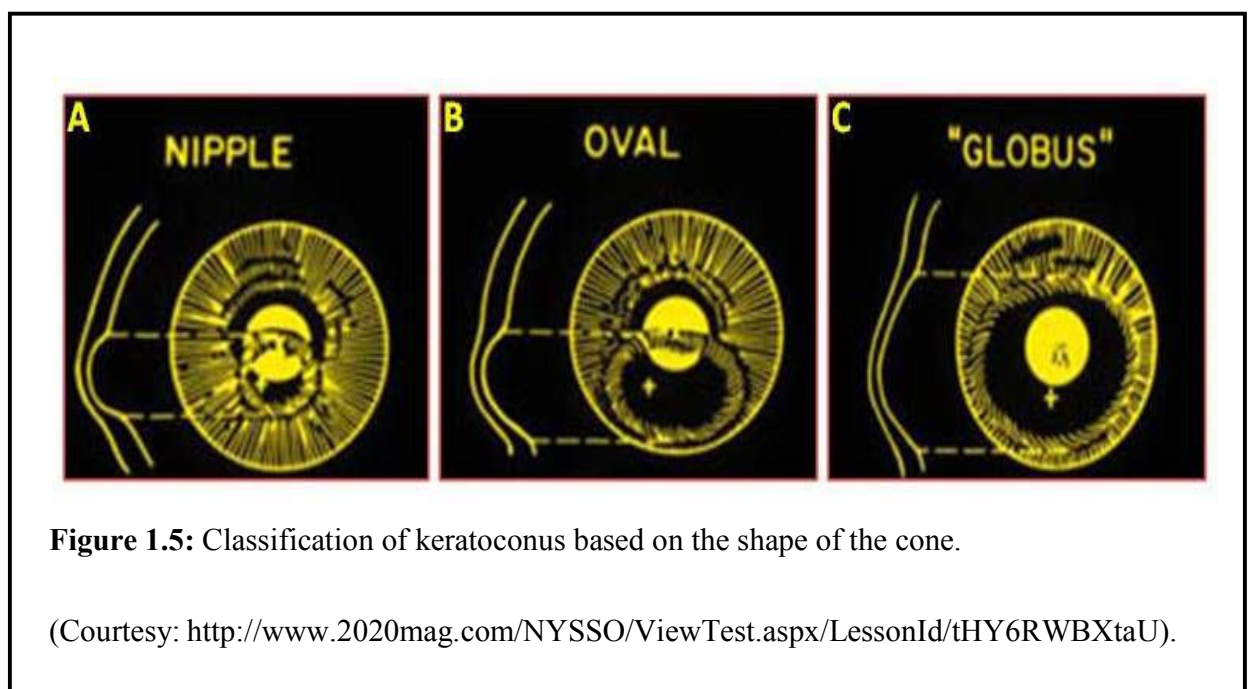 A
NIPPLE
B
OVAL
C
"GLOBUS"
Figure 1.5: Classification of keratoconus based on the shape of the cone.
(Courtesy: http://www.2020mag.com/NYSSO/ViewTest.aspx/LessonId/tHY6RWBXtaU).